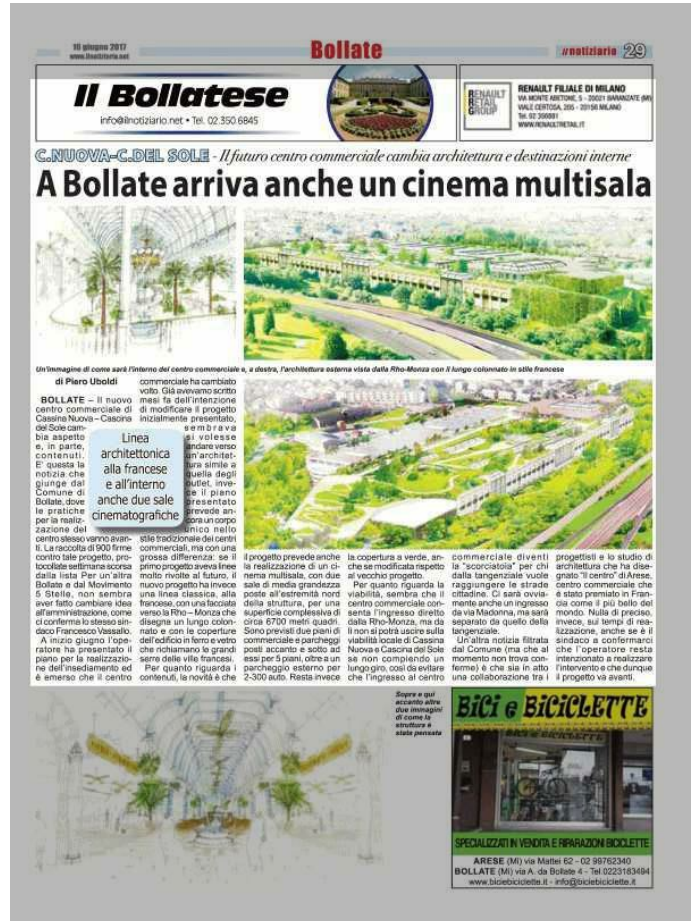 16 giugno 2017
www.ilnotiziario.net
Bollate
ilnotiziario 29
Il Bollatese
info@ilnotiziario.net • Tel. 02.350.6845
RENAULT
RETAIL
GROUP
RENAULT FILIALE DI MILANO
VIA MONTE ABETONE, 5 - 20021 BARANZATE (MI)
VIALE CERTOSA, 265 - 20156 MILANO
WWW.RENAULTRETAIL.IT
C.NUOVA-C.DEL SOLE - Il futuro centro commerciale cambia architettura e destinazioni interne
A Bollate arriva anche un cinema multisala
Un'immagine di come sarà l'interno del centro commerciale e, a destra, l'architettura esterna vista dalla Rho-Monza con il lungo colonnato in stile francese
di Piero Uboldi
BOLLATE – Il nuovo
centro commerciale di
Cassina Nuova – Cascina
del Sole cam-
bia aspetto
e, in parte,
contenuti.
E' questa la
notizia che
giunge dal
Comune di
Bollate, dove
le pratiche
per la realiz-
zazione del
centro stesso vanno avan-
ti. La raccolta di 900 firme
contro tale progetto, pro-
tocollate settimana scorsa
dalla lista Per un'altra
Bollate e dal Movimento
5 Stelle, non sembra
aver fatto cambiare idea
all'amministrazione, come
ci conferma lo stesso sin-
daco Francesco Vassallo.
A inizio giugno l'ope-
ratore ha presentato il
piano per la realizzazio-
ne dell'insediamento ed
è emerso che il centro
Linea
architettonica
alla francese
e all'interno
anche due sale
cinematografiche
commerciale ha cambiato
volto. Già avevamo scritto
mesi fa dell'intenzione
di modificare il progetto
inizialmente presentato,
sembrava
si volesse
andare verso
un'architet-
tura simile a
quella degli
outlet, inve-
ce il piano
presentato
prevede an-
cora un corpo
unico nello
stile tradizionale dei centri
commerciali, ma con una
grossa differenza: se il
primo progetto aveva linee
molto rivolte al futuro, il
nuovo progetto ha invece
una linea classica, alla
francese, con una facciata
verso la Rho – Monza che
disegna un lungo colon-
nato e con le coperture
dell'edificio in ferro e vetro
che richiamano le grandi
serre delle ville francesi.
Per quanto riguarda i
contenuti, la novità è che
il progetto prevede anche
la realizzazione di un ci-
nema multisala, con due
sale di media grandezza
poste all'estremità nord
della struttura, per una
superficie complessiva di
circa 6700 metri quadri.
Sono previsti due piani di
commerciale e parcheggi
posti accanto e sotto ad
essi per 5 piani, oltre a un
parcheggio esterno per
2-300 auto. Resta invece
la copertura a verde, an-
che se modificata rispetto
al vecchio progetto.
Per quanto riguarda la
viabilità, sembra che il
centro commerciale con-
senta l'ingresso diretto
dalla Rho-Monza, ma da
lì non si potrà uscire sulla
viabilità locale di Cassina
Nuova e Cascina del Sole
se non compiendo un
lungo giro, così da evitare
che l'ingresso al centro
commerciale diventi
la "scorciatoia" per chi
dalla tangenziale vuole
raggiungere le strade
cittadine. Ci sarà ovvia-
mente anche un ingresso
da via Madonna, ma sarà
separato da quello della
tangenziale.
Un'altra notizia filtrata
dal Comune (ma che al
momento non trova con-
ferme) è che sia in atto
una collaborazione tra i
progettisti e lo studio di
architettura che ha dise-
gnato "Il centro" di Arese,
centro commerciale che
è stato premiato in Fran-
cia come il più bello del
mondo. Nulla di preciso,
invece, sui tempi di rea-
lizzazione, anche se è il
sindaco a confermarci
che l'operatore resta
intenzionato a realizzare
l'intervento e che dunque
il progetto va avanti.
Sopra e qui
accanto altre
due immagini
di come la
struttura è
stata pensata
BiCi e BiCiCLETTE
BICI e BICICLETTE
SPECIALIZZATI IN VENDITA E RIPARAZIONI BICICLETTE
ARESE (MI) via Mattei 62 - 02 99762340
BOLLATE (MI) via A. da Bollate 4 - Tel 0223183494
www.biciebiciclette.it - info@biciebiciclette.it